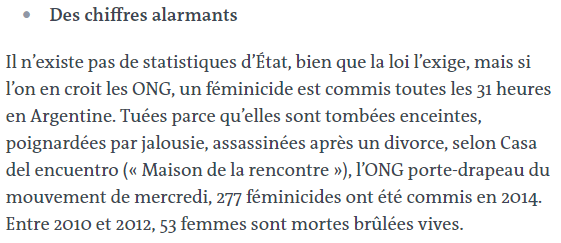 • Des chiffres alarmants
Il n’existe pas de statistiques d’État, bien que la loi l’exige, mais si
l’on en croit les ONG, un féminicide est commis toutes les 31 heures
en Argentine. Tuées parce qu’elles sont tombées enceintes,
poignardées par jalousie, assassinées après un divorce, selon Casa
del encuentro (« Maison de la rencontre »), l’ONG porte-drapeau du
mouvement de mercredi, 277 féminicides ont été commis en 2014.
Entre 2010 et 2012, 53 femmes sont mortes brûlées vives.